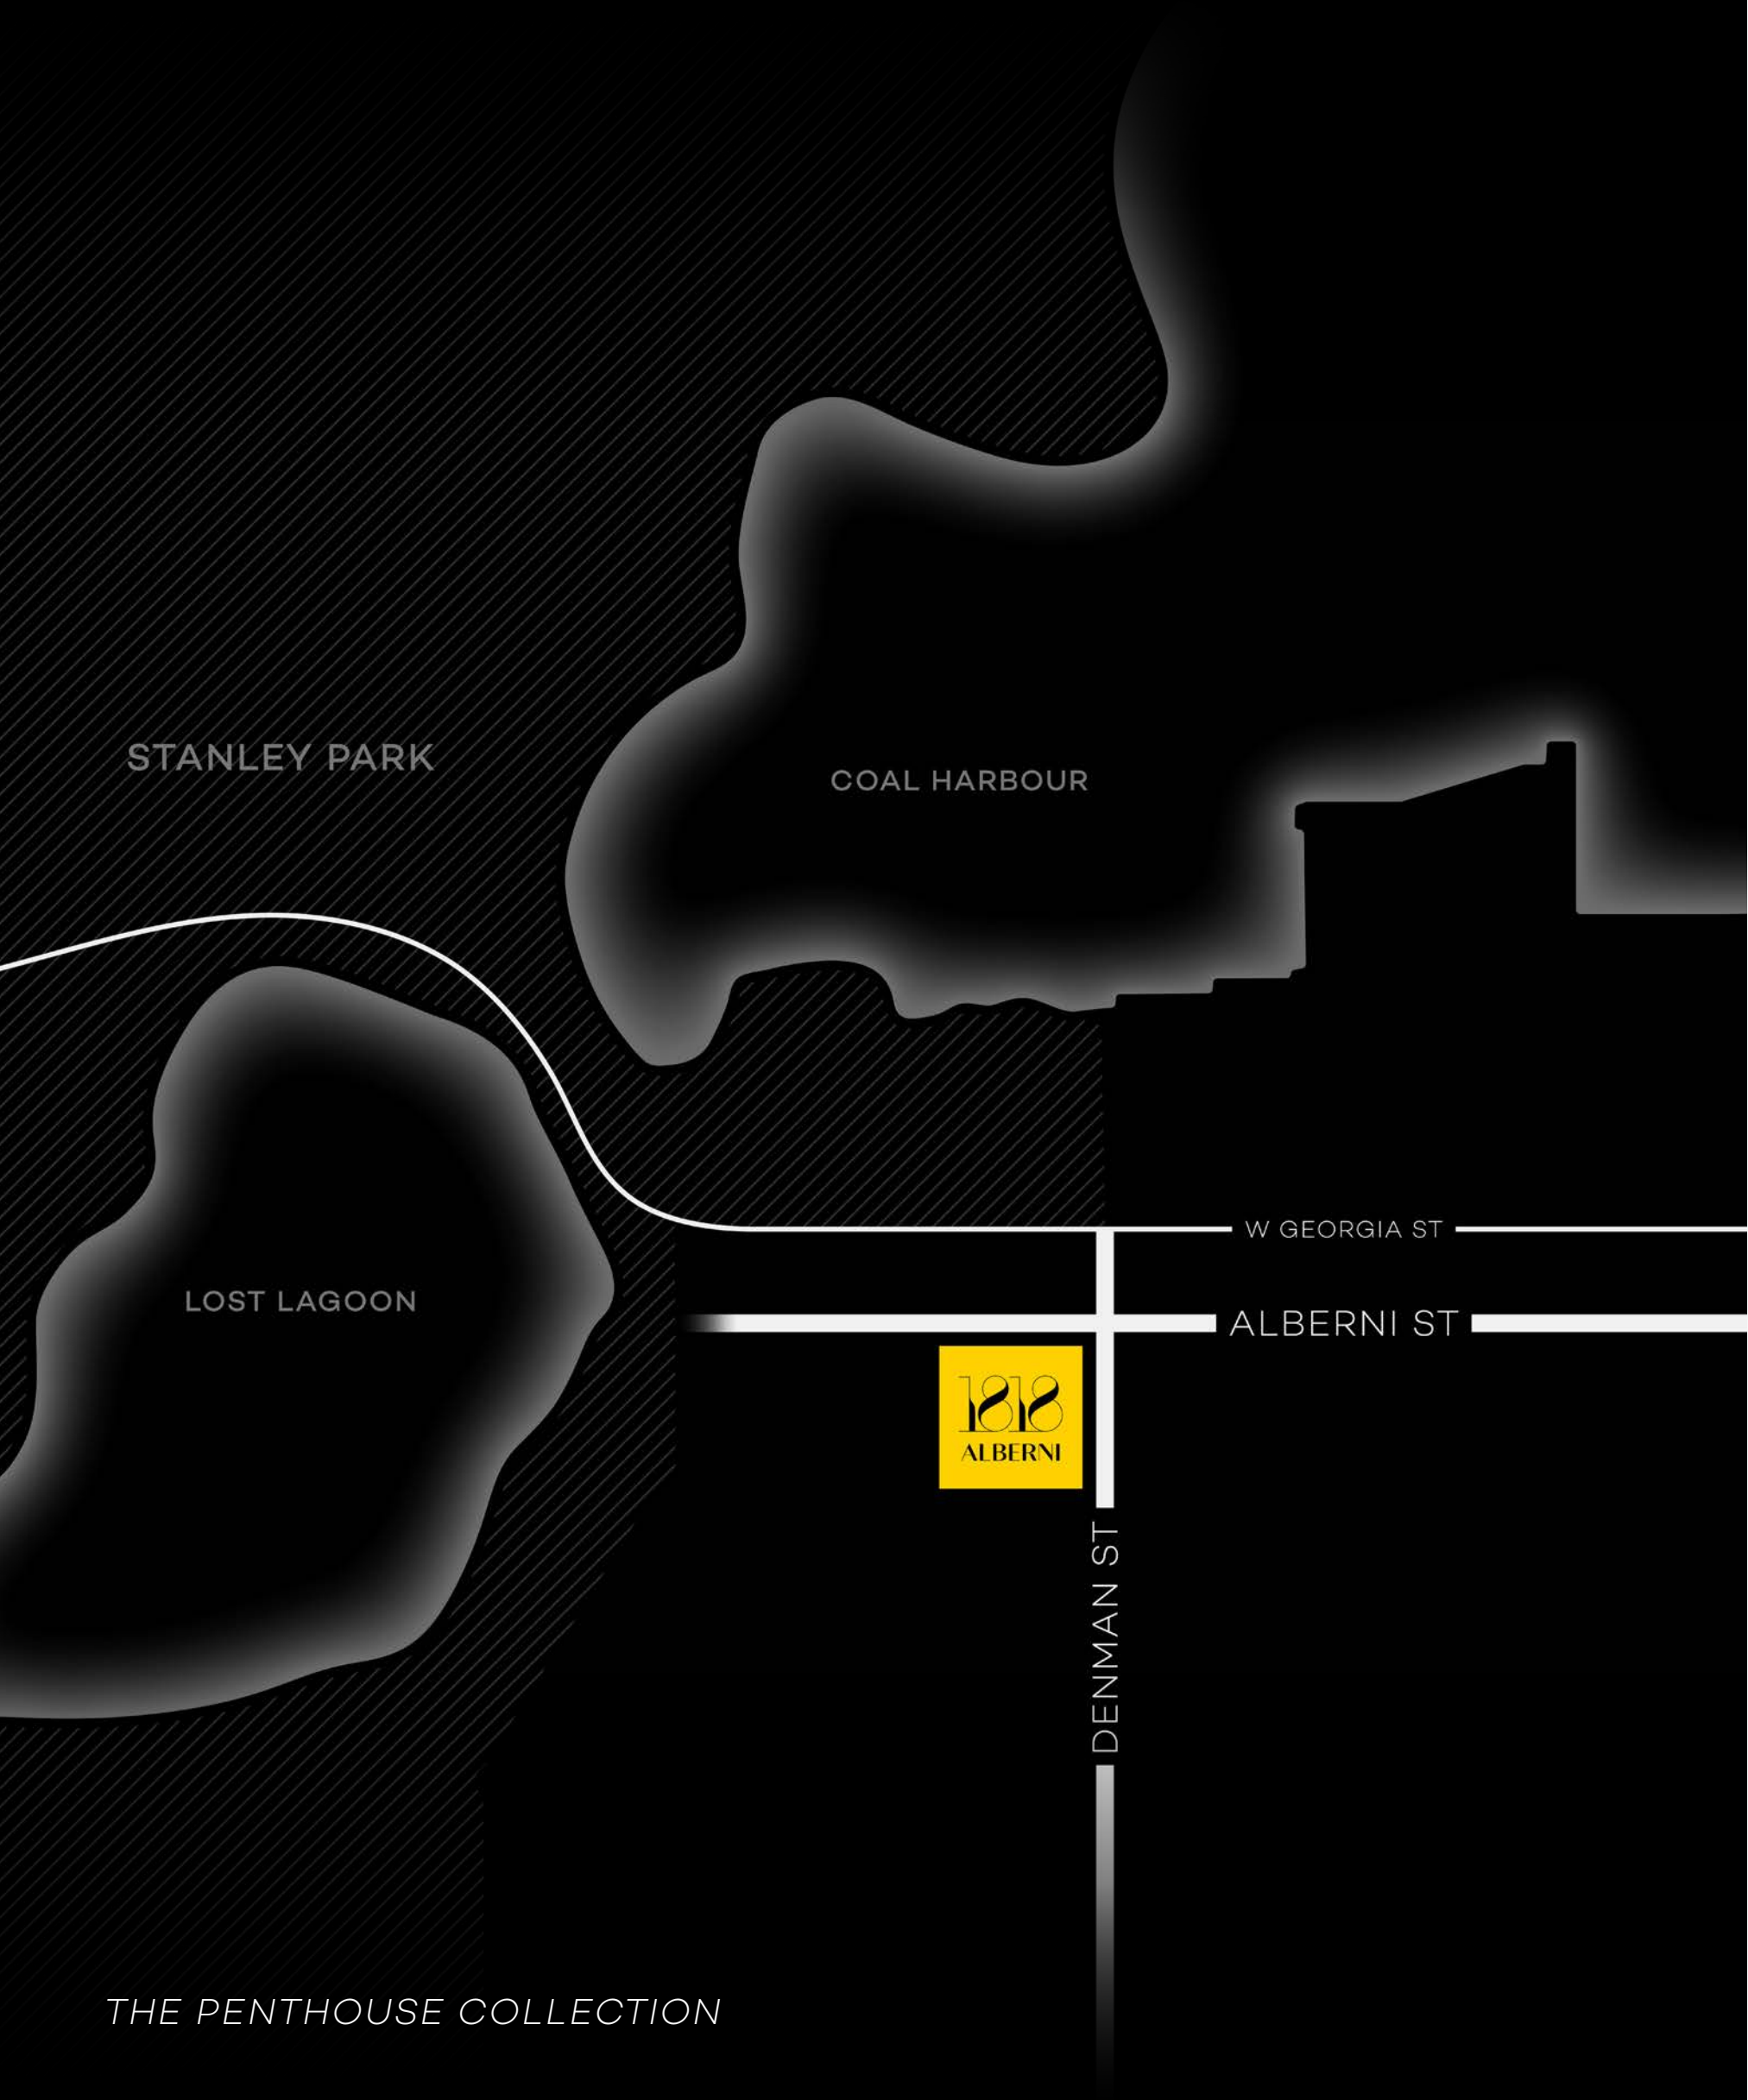 STANLEY PARK
COAL HARBOUR
W GEORGIA ST
LOST LAGOON
ALBERNI ST
1818
ALBERNI
DENMAN ST
THE PENTHOUSE COLLECTION